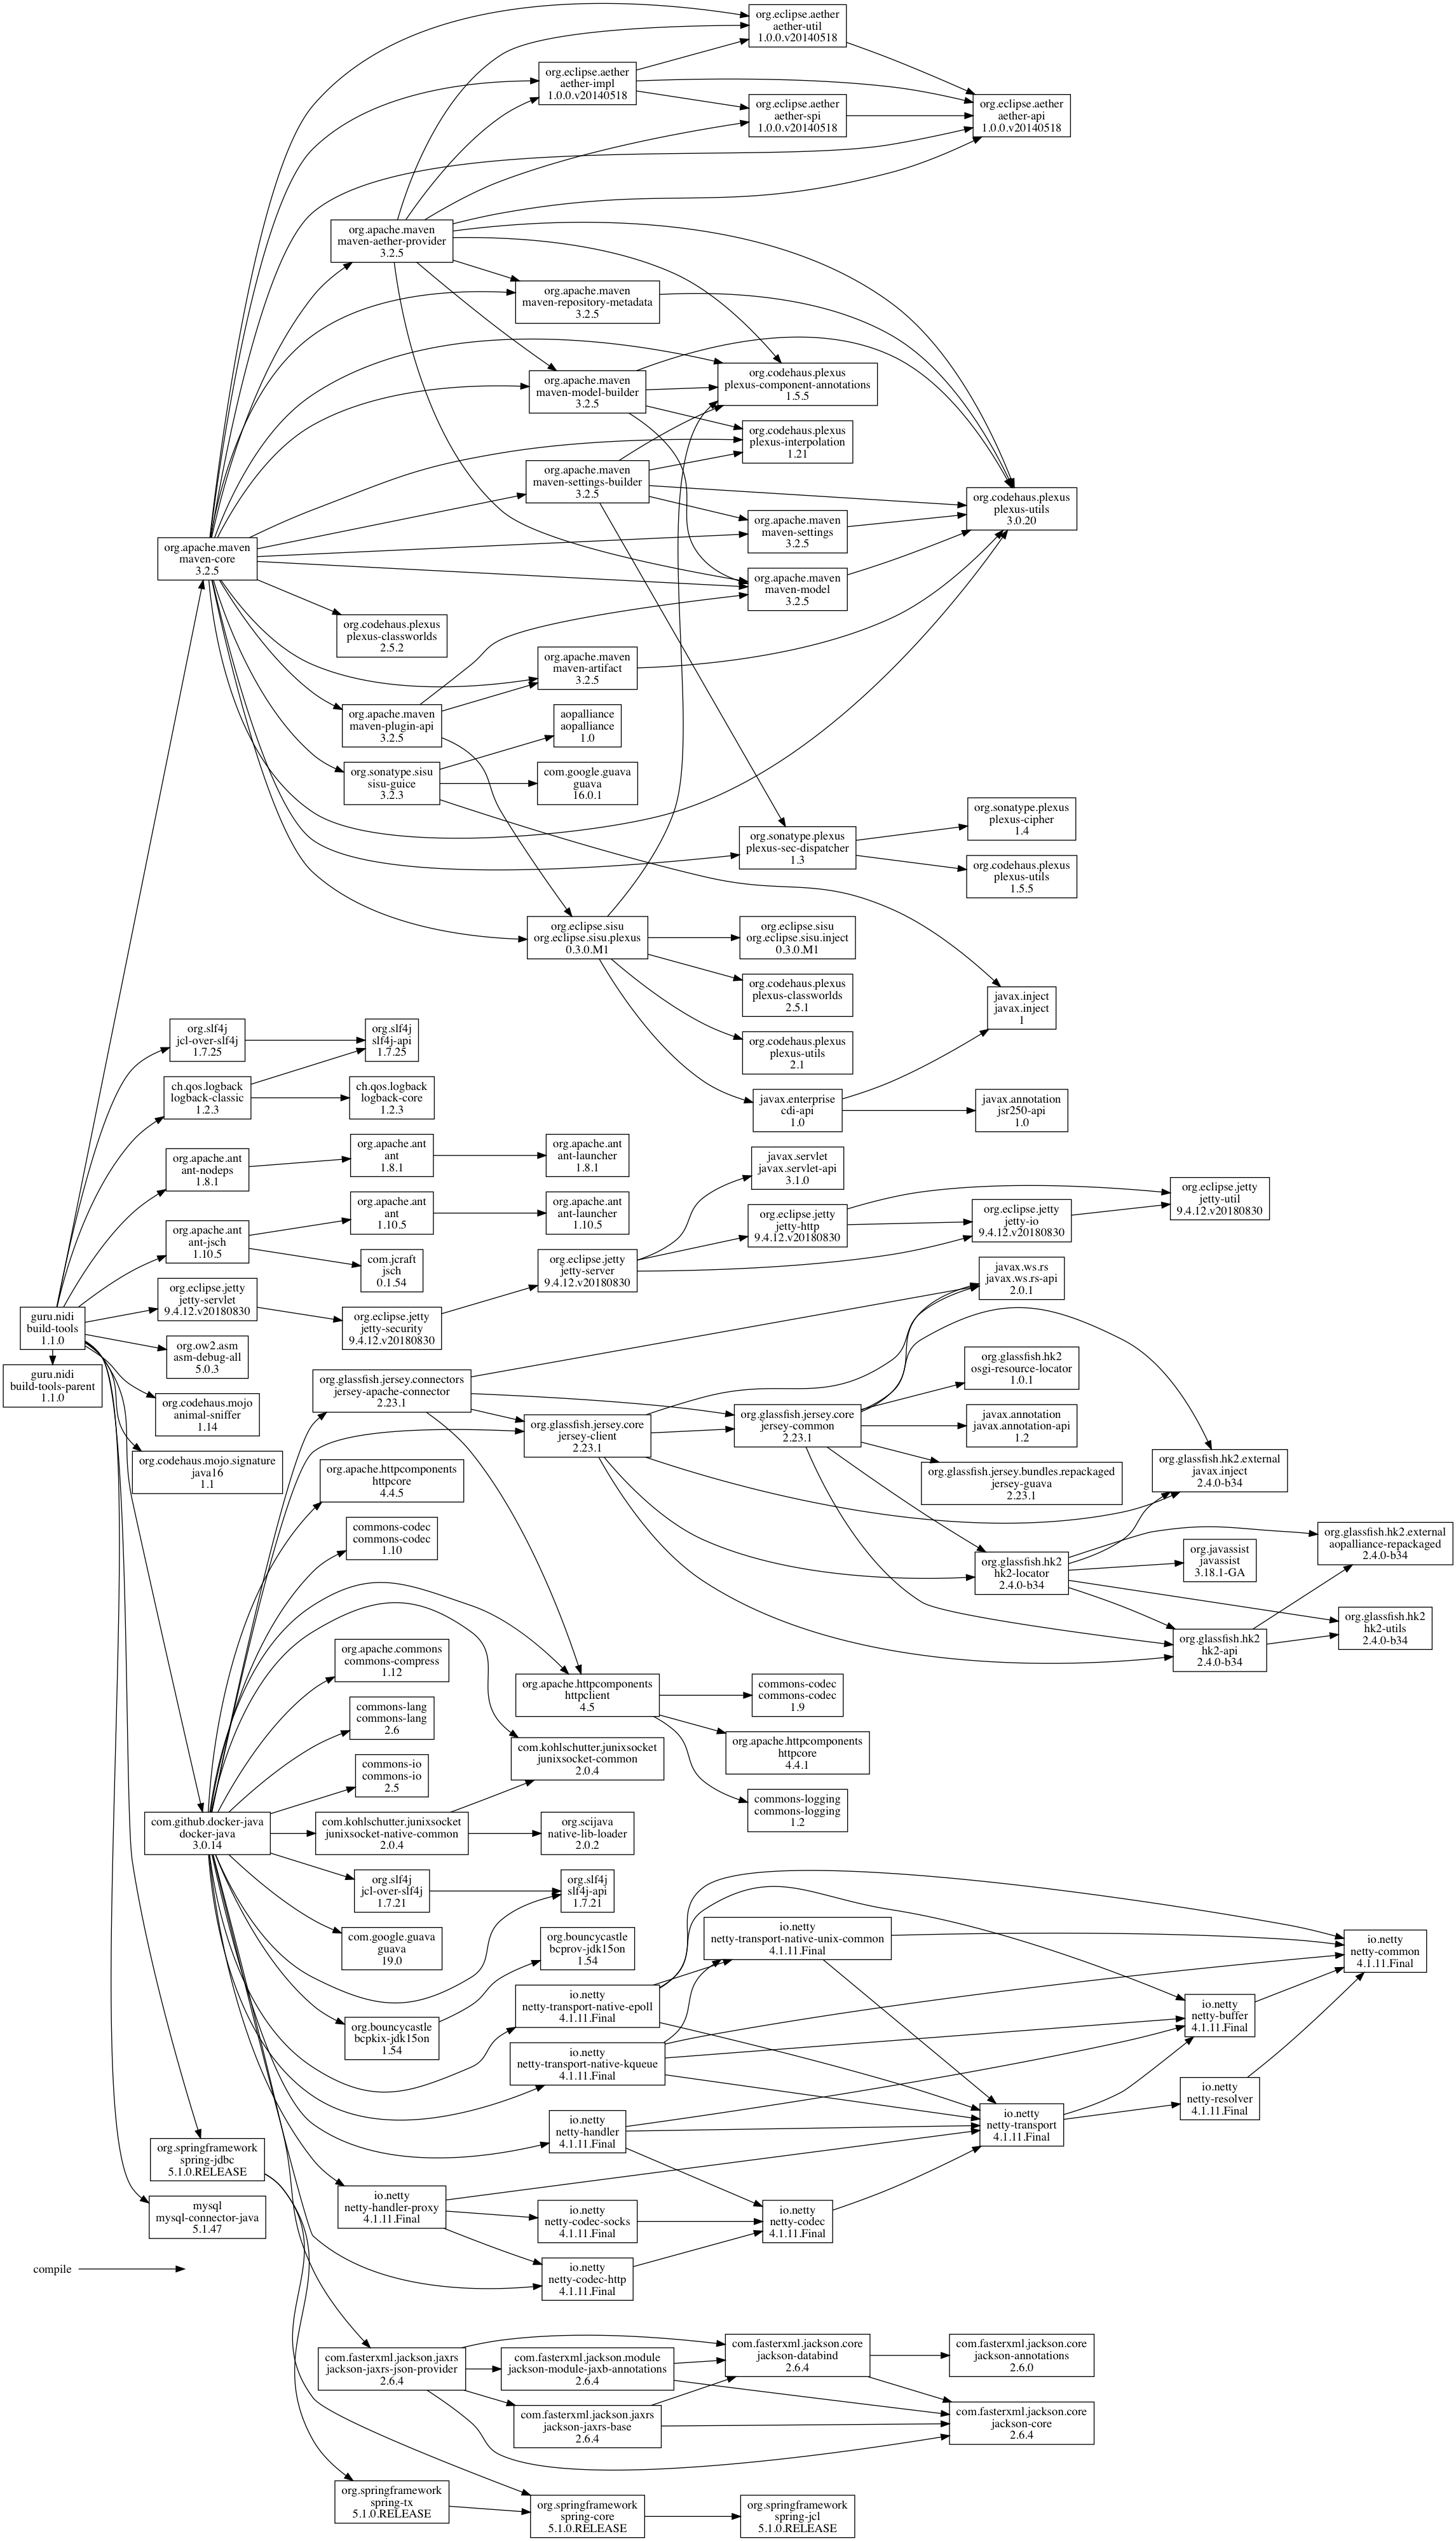 org.eclipse.aether
aether-util
1.0.0.v20140518
org.eclipse.aether
aether-impl
1.0.0.v20140518
org.eclipse.aether
aether-spi
1.0.0.v20140518
org.eclipse.aether
aether-api
1.0.0.v20140518
org.apache.maven
maven-aether-provider
3.2.5
org.apache.maven
maven-repository-metadata
3.2.5
org.apache.maven
maven-model-builder
3.2.5
org.codehaus.plexus
plexus-component-annotations
1.5.5
org.codehaus.plexus
plexus-interpolation
1.21
org.apache.maven
maven-settings-builder
3.2.5
org.codehaus.plexus
plexus-utils
3.0.20
org.apache.maven
maven-settings
3.2.5
org.apache.maven
maven-core
3.2.5
org.apache.maven
maven-model
3.2.5
org.codehaus.plexus
plexus-classworlds
2.5.2
org.apache.maven
maven-artifact
3.2.5
org.apache.maven
maven-plugin-api
3.2.5
aopalliance
aopalliance
1.0
org.sonatype.sisu
sisu-guice
3.2.3
com.google.guava
guava
16.0.1
org.sonatype.plexus
plexus-cipher
1.4
org.sonatype.plexus
plexus-sec-dispatcher
1.3
org.codehaus.plexus
plexus-utils
1.5.5
org.eclipse.sisu
org.eclipse.sisu.plexus
0.3.0.M1
org.eclipse.sisu
org.eclipse.sisu.inject
0.3.0.M1
org.codehaus.plexus
plexus-classworlds
2.5.1
javax.inject
javax.inject
1
org.slf4j
jcl-over-slf4j
1.7.25
org.slf4j
slf4j-api
1.7.25
org.codehaus.plexus
plexus-utils
2.1
ch.qos.logback
logback-classic
1.2.3
ch.qos.logback
logback-core
1.2.3
javax.enterprise
cdi-api
1.0
javax.annotation
jsr250-api
1.0
org.apache.ant
ant-nodeps
1.8.1
org.apache.ant
ant
1.8.1
org.apache.ant
ant-launcher
1.8.1
javax.servlet
javax.servlet-api
3.1.0
org.apache.ant
ant-jsch
1.10.5
org.apache.ant
ant
1.10.5
org.apache.ant
ant-launcher
1.10.5
org.eclipse.jetty
jetty-http
9.4.12.v20180830
org.eclipse.jetty
jetty-io
9.4.12.v20180830
org.eclipse.jetty
jetty-util
9.4.12.v20180830
com.jcraft
jsch
0.1.54
org.eclipse.jetty
jetty-server
9.4.12.v20180830
javax.ws.rs
javax.ws.rs-api
2.0.1
org.eclipse.jetty
jetty-servlet
9.4.12.v20180830
org.eclipse.jetty
jetty-security
9.4.12.v20180830
guru.nidi
build-tools
1.1.0
org.ow2.asm
asm-debug-all
5.0.3
guru.nidi
build-tools-parent
1.1.0
org.codehaus.mojo
animal-sniffer
1.14
org.codehaus.mojo.signature
java16
1.1
org.glassfish.jersey.connectors
jersey-apache-connector
2.23.1
org.glassfish.jersey.core
jersey-client
2.23.1
org.glassfish.jersey.core
jersey-common
2.23.1
org.glassfish.hk2
osgi-resource-locator
1.0.1
javax.annotation
javax.annotation-api
1.2
org.glassfish.jersey.bundles.repackaged
jersey-guava
2.23.1
org.glassfish.hk2.external
javax.inject
2.4.0-b34
org.apache.httpcomponents
httpcore
4.4.5
commons-codec
commons-codec
1.10
org.glassfish.hk2
hk2-locator
2.4.0-b34
org.javassist
javassist
3.18.1-GA
org.glassfish.hk2.external
aopalliance-repackaged
2.4.0-b34
org.glassfish.hk2
hk2-api
2.4.0-b34
org.glassfish.hk2
hk2-utils
2.4.0-b34
org.apache.commons
commons-compress
1.12
org.apache.httpcomponents
httpclient
4.5
commons-codec
commons-codec
1.9
commons-lang
commons-lang
2.6
com.kohlschutter.junixsocket
junixsocket-common
2.0.4
org.apache.httpcomponents
httpcore
4.4.1
commons-io
commons-io
2.5
commons-logging
commons-logging
1.2
com.github.docker-java
docker-java
3.0.14
com.kohlschutter.junixsocket
junixsocket-native-common
2.0.4
org.scijava
native-lib-loader
2.0.2
org.slf4j
jcl-over-slf4j
1.7.21
org.slf4j
slf4j-api
1.7.21
com.google.guava
guava
19.0
org.bouncycastle
bcprov-jdk15on
1.54
org.bouncycastle
bcpkix-jdk15on
1.54
io.netty
netty-transport-native-unix-common
4.1.11.Final
io.netty
netty-common
4.1.11.Final
io.netty
netty-transport-native-epoll
4.1.11.Final
io.netty
netty-buffer
4.1.11.Final
io.netty
netty-transport-native-kqueue
4.1.11.Final
io.netty
netty-resolver
4.1.11.Final
io.netty
netty-handler
4.1.11.Final
io.netty
netty-transport
4.1.11.Final
org.springframework
spring-jdbc
5.1.0.RELEASE
io.netty
netty-handler-proxy
4.1.11.Final
io.netty
netty-codec-socks
4.1.11.Final
io.netty
netty-codec
4.1.11.Final
mysql
mysql-connector-java
5.1.47
io.netty
netty-codec-http
4.1.11.Final
compile
com.fasterxml.jackson.jaxrs
jackson-jaxrs-json-provider
2.6.4
com.fasterxml.jackson.module
jackson-module-jaxb-annotations
2.6.4
com.fasterxml.jackson.core
jackson-databind
2.6.4
com.fasterxml.jackson.core
jackson-annotations
2.6.0
com.fasterxml.jackson.jaxrs
jackson-jaxrs-base
2.6.4
com.fasterxml.jackson.core
jackson-core
2.6.4
org.springframework
spring-tx
5.1.0.RELEASE
org.springframework
spring-core
5.1.0.RELEASE
org.springframework
spring-jcl
5.1.0.RELEASE